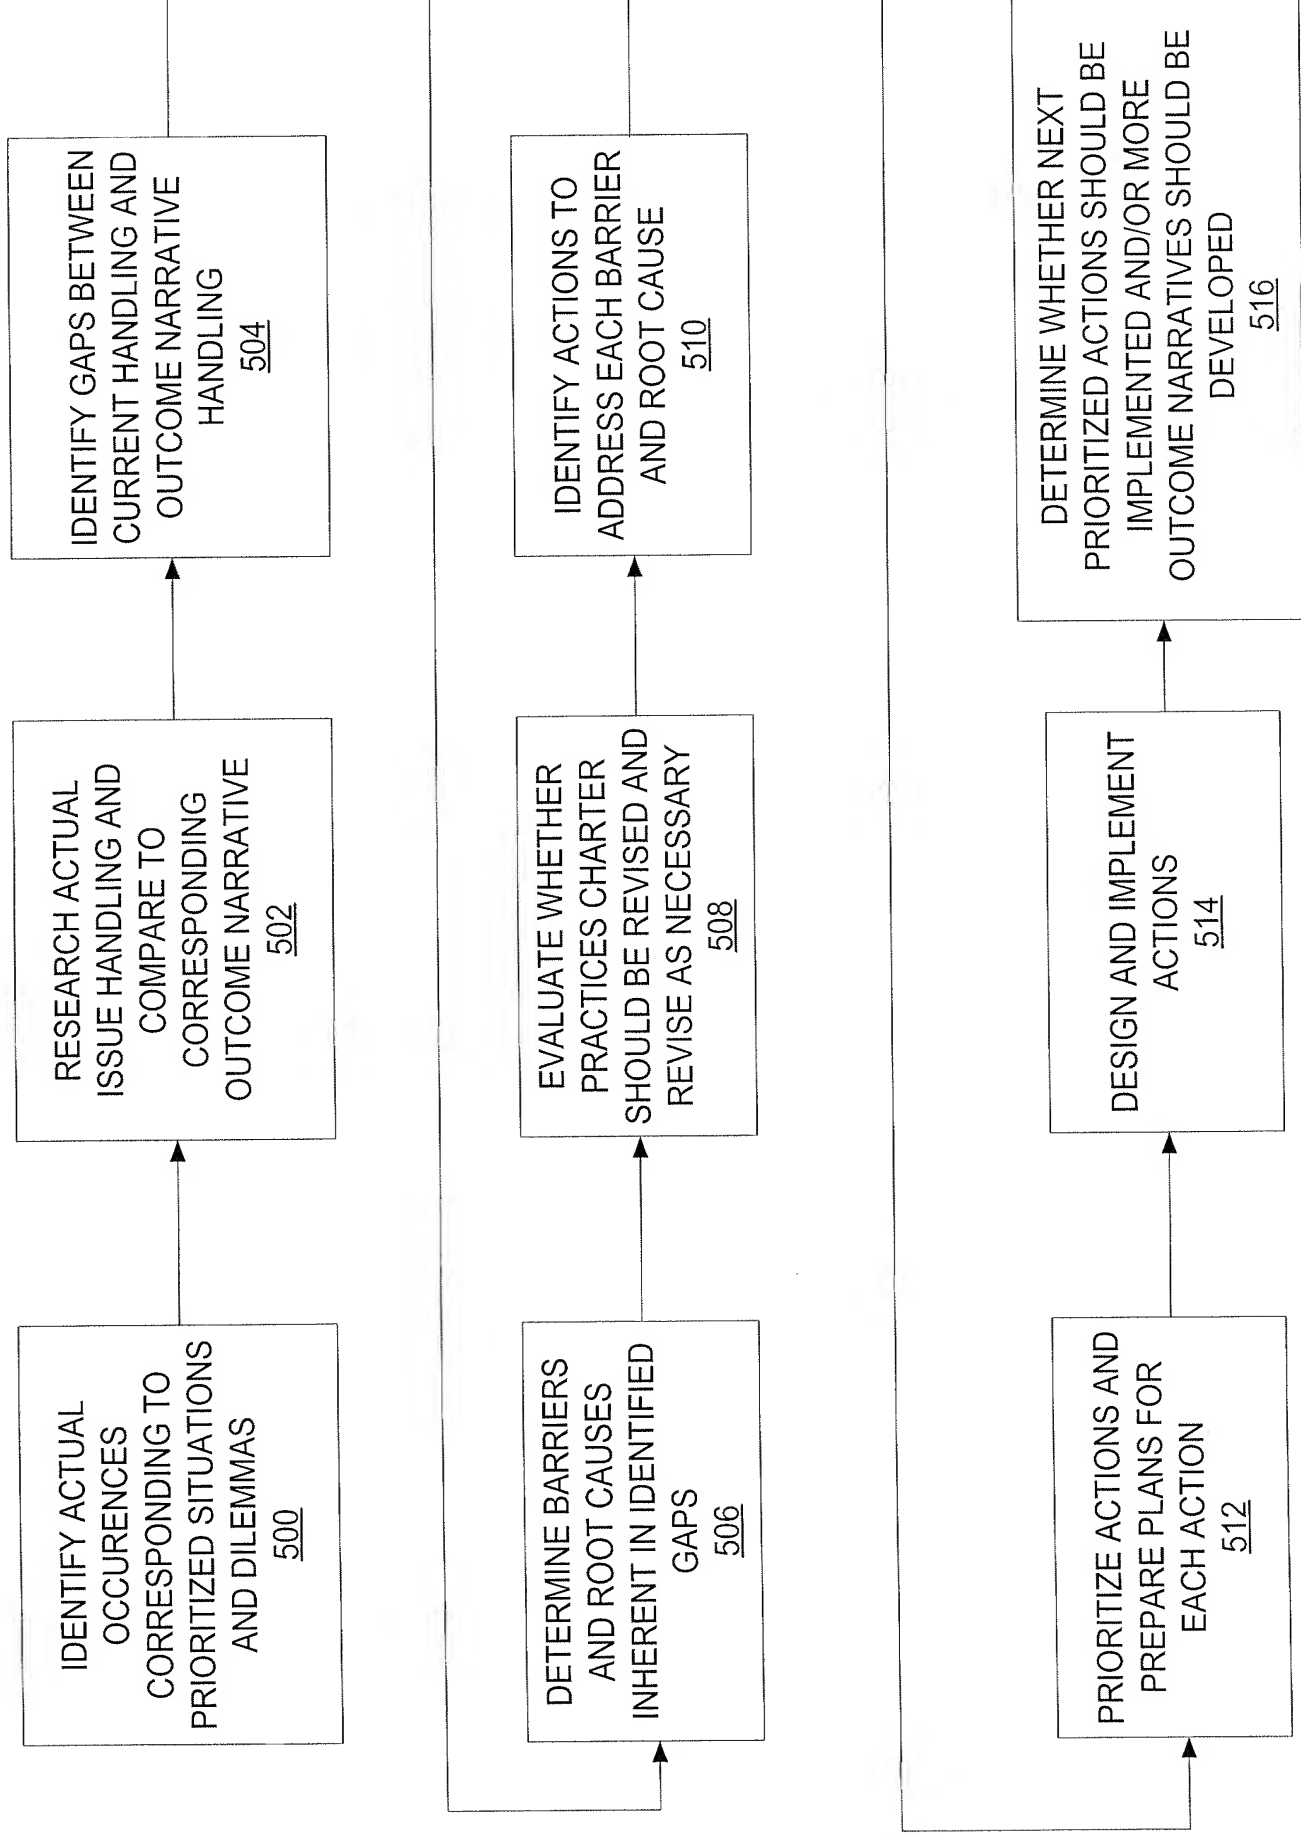 IDENTIFY ACTUAL
OCCURENCES
CORRESPONDING TO
PRIORITIZED SITUATIONS
AND DILEMMAS
500
RESEARCH ACTUAL
ISSUE HANDLING AND
COMPARE TO
CORRESPONDING
OUTCOME NARRATIVE
502
IDENTIFY GAPS BETWEEN
CURRENT HANDLING AND
OUTCOME NARRATIVE
HANDLING
504
DETERMINE BARRIERS
AND ROOT CAUSES
INHERENT IN IDENTIFIED
GAPS
506
EVALUATE WHETHER
PRACTICES CHARTER
SHOULD BE REVISED AND
REVISE AS NECESSARY
508
IDENTIFY ACTIONS TO
ADDRESS EACH BARRIER
AND ROOT CAUSE
510
PRIORITIZE ACTIONS AND
PREPARE PLANS FOR
EACH ACTION
512
DESIGN AND IMPLEMENT
ACTIONS
514
DETERMINE WHETHER NEXT
PRIORITIZED ACTIONS SHOULD BE
IMPLEMENTED AND/OR MORE
OUTCOME NARRATIVES SHOULD BE
DEVELOPED
516